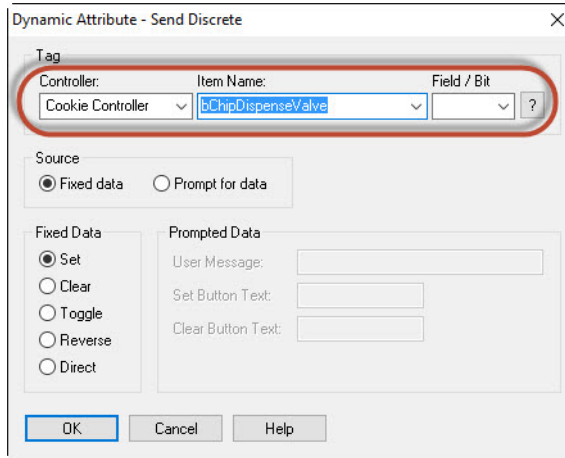 Dynamic Attribute - Send Discrete
Tag
Controller: Item Name: Field / Bit
Cookie Controller bChipDispenseValve ?
Source
Fixed data Prompt for data
Fixed Data
Set
Clear
Toggle
Reverse
Direct
Prompted Data
User Message:
Set Button Text:
Clear Button Text:
OK Cancel Help